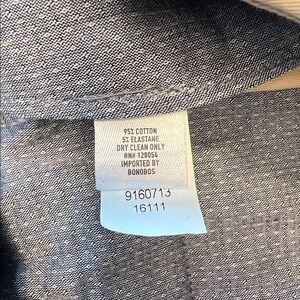 95% COTTON
5% ELASTANE
DRY CLEAN ONLY
RN# 128054
IMPORTED BY
BONOBOS
9160713
16111